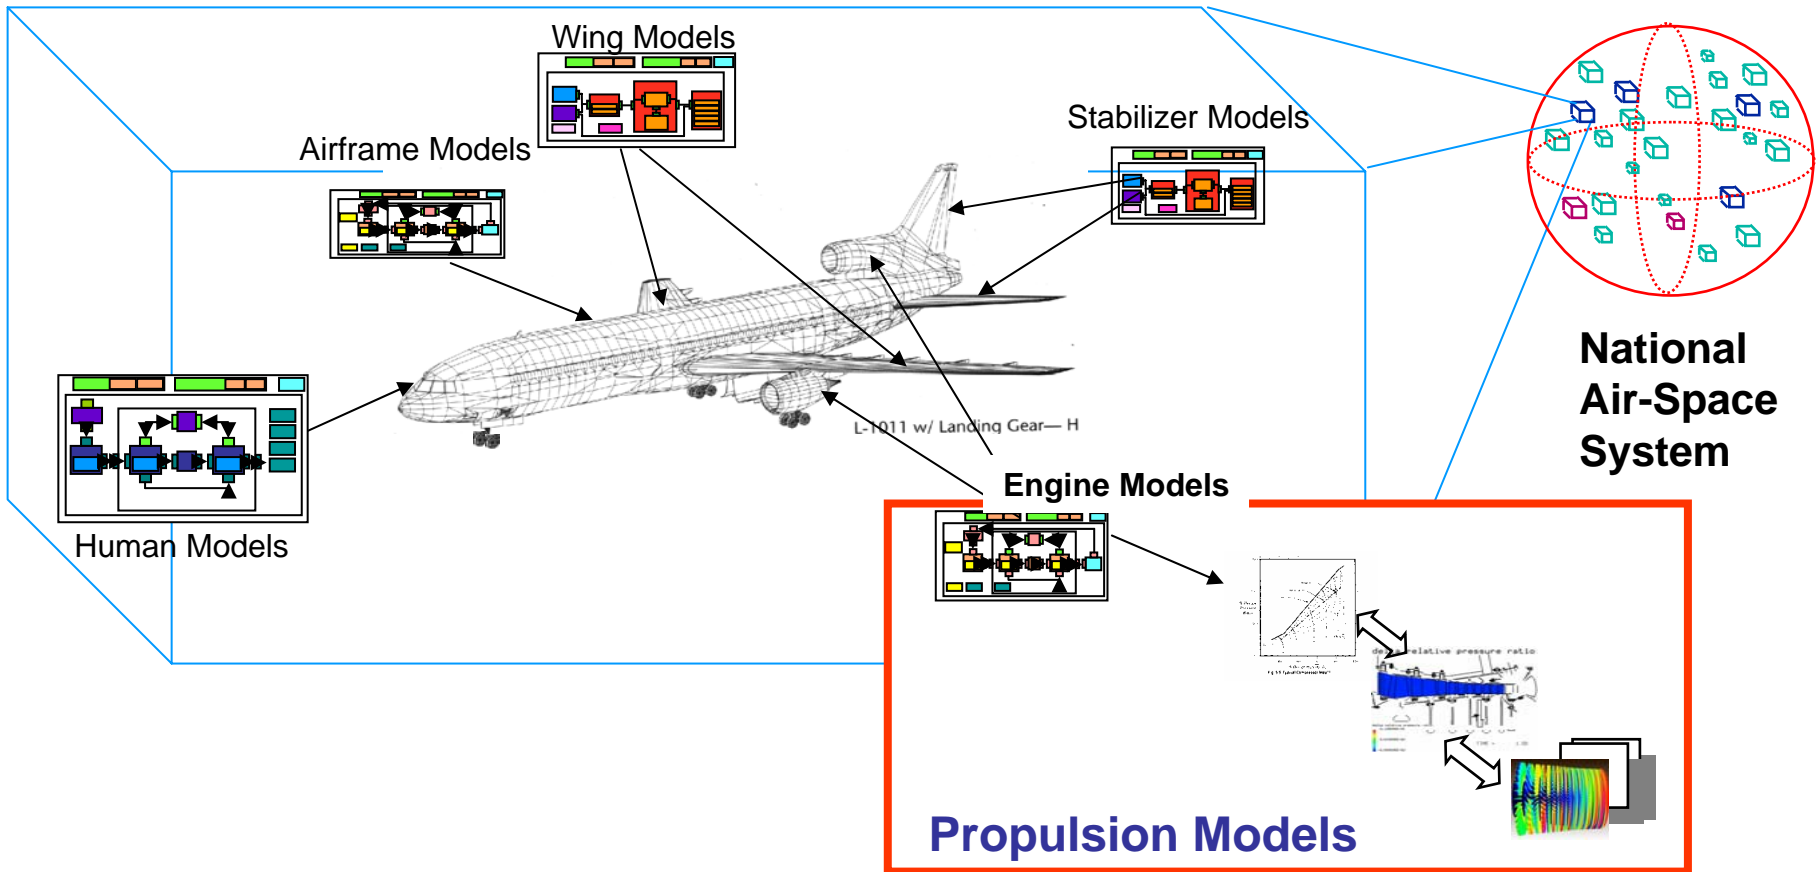 Wing Models
Stabilizer Models
Airframe Models
National
Air-Space
System
L-1011 w/ Landing Gear— H
Engine Models
Human Models
relative pressure ratio
Propulsion Models